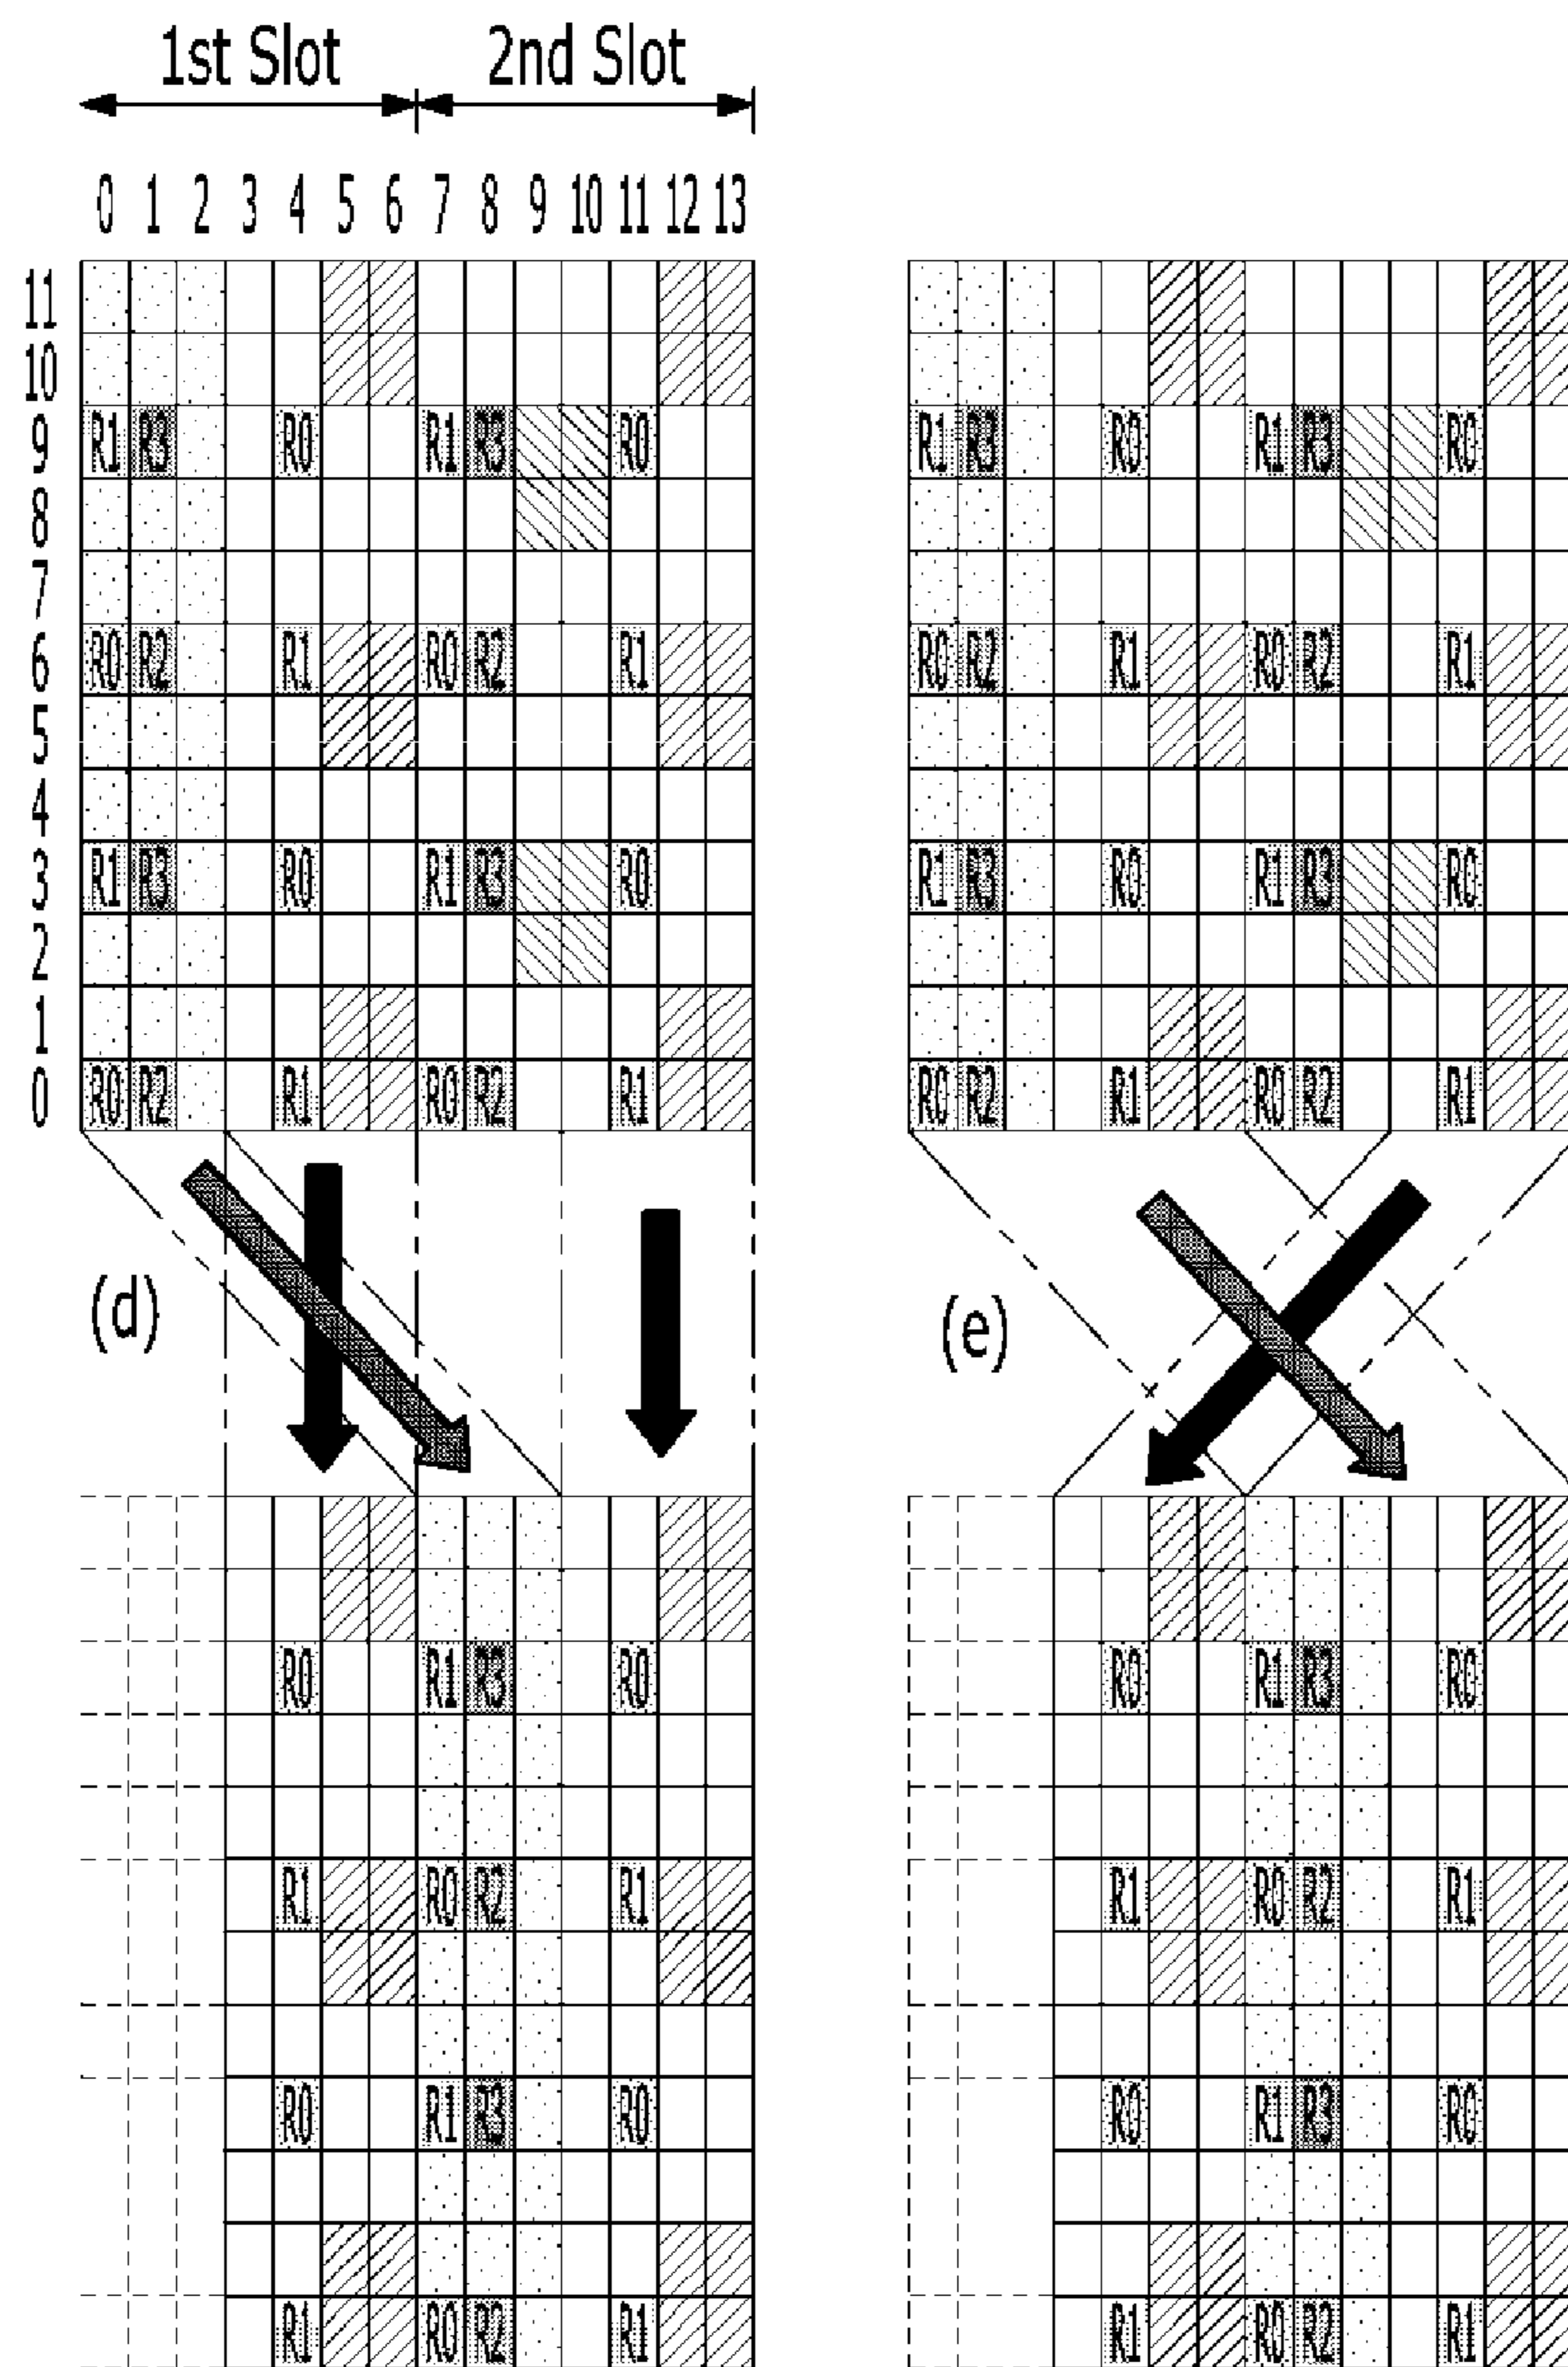 1st Slot 2nd Slot
0 1 2 3 4 5 6 7 8 9 10 11 12 13
11
10
9 R1 R3 R0 R1 R3 R0 R1 R3 R0 R1 R3 R0
8
7
6 R0 R2 R1 R0 R2 R1 R0 R2 R1 R0 R2 R1
5
4
3 R1 R3 R0 R1 R3 R0 R1 R3 R0 R1 R3 R0
2
1
0 R0 R2 R1 R0 R2 R1 R0 R2 R1 R0 R2 R1
(d) (e)
R0 R1 R3 R0 R0 R1 R3 R0
R1 R0 R2 R1 R1 R0 R2 R1
R0 R1 R3 R0 R0 R1 R3 R0
R1 R0 R2 R1 R1 R0 R2 R1